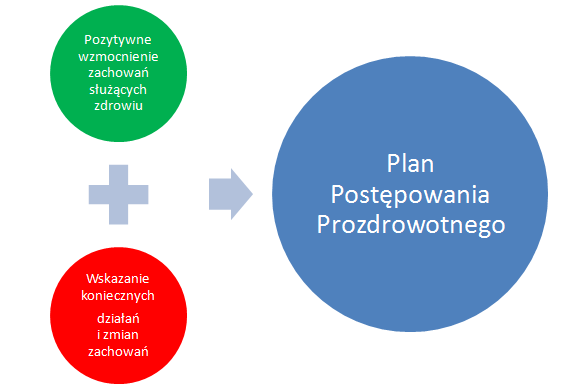 Pozytywne
wzmocnienie
zachowań
służących
zdrowiu
Wskazanie
koniecznych
działań
i zmian
zachowań
Plan
Postępowania
Prozdrowotnego